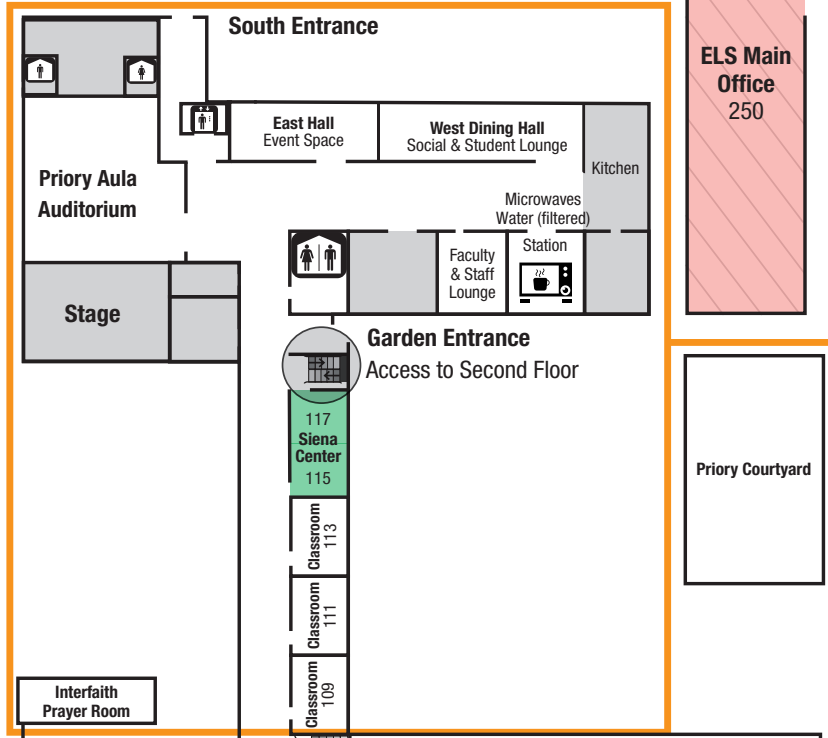 South Entrance
ELS Main
Office
250
East Hall
Event Space
West Dining Hall
Social & Student Lounge
Kitchen
Priory Aula
Auditorium
Microwaves
Water (filtered)
Station
Faculty
& Staff
Lounge
Stage
Garden Entrance
Access to Second Floor
117
Siena
Center
115
Priory Courtyard
Classroom
113
Classroom
111
Classroom
109
Interfaith
Prayer Room